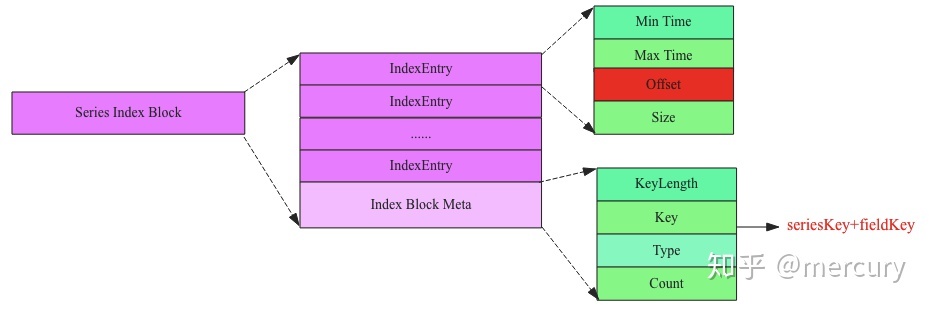 Series Index Block
IndexEntry
IndexEntry
......
IndexEntry
Index Block Meta
Min Time
Max Time
Offset
Size
KeyLength
Key
Type
Count
seriesKey+fieldKey
知乎 @mercury